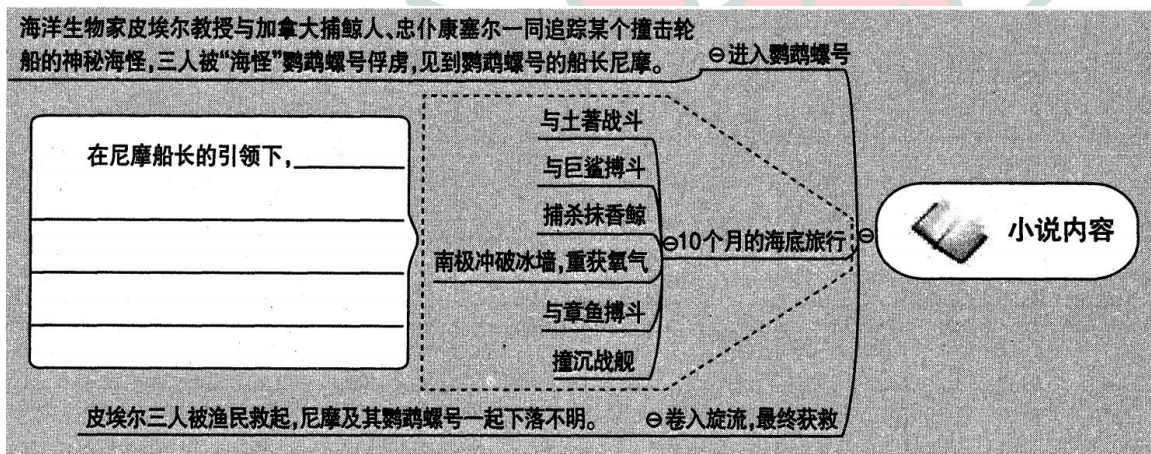 海洋生物家皮埃尔教授与加拿大捕鲸人、忠仆康塞尔一同追踪某个撞击轮
船的神秘海怪,三人被“海怪”鹦鹉螺号俘虏,见到鹦鹉螺号的船长尼摩。
进入鹦鹉螺号
在尼摩船长的引领下,
与土著战斗
与巨鲨搏斗
捕杀抹香鲸
南极冲破冰墙,重获氧气
与章鱼搏斗
撞沉战舰
10个月的海底旅行
小说内容
皮埃尔三人被渔民救起,尼摩及其鹦鹉螺号一起下落不明。
卷入旋流,最终获救